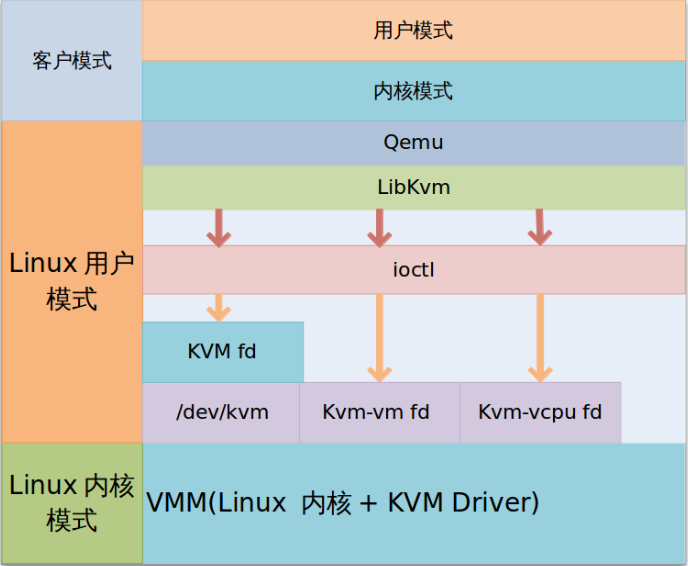 客户模式
用户模式
内核模式
Linux 用户
模式
Qemu
LibKvm
ioctl
KVM fd
/dev/kvm
Kvm-vm fd
Kvm-vcpu fd
Linux 内核
模式
VMM(Linux 内核 + KVM Driver)